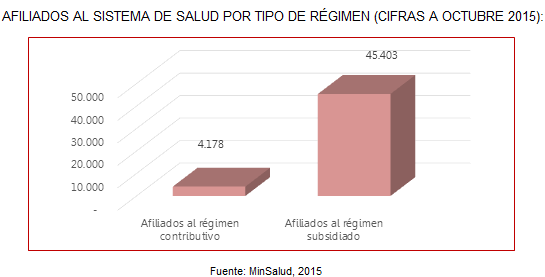 AFILIADOS AL SISTEMA DE SALUD POR TIPO DE RÉGIMEN (CIFRAS A OCTUBRE 2015):
45.403
50.000
4.178
40.000
30.000
20.000
10.000
-
Afiliados al régimen contributivo
Afiliados al régimen subsidiado
Fuente: MinSalud, 2015